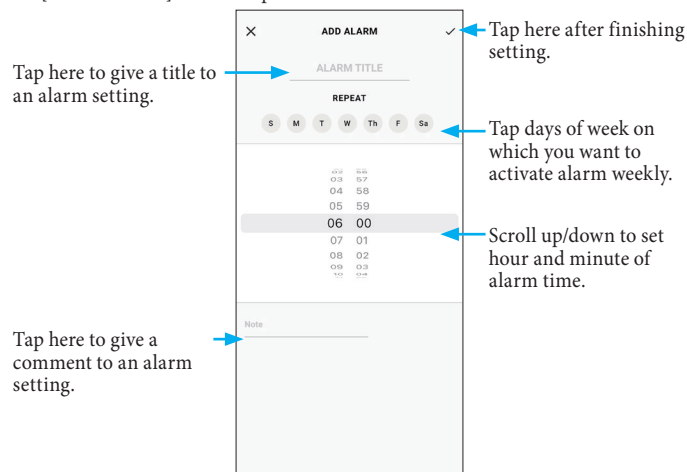 ADD ALARM
Tap here after finishing
setting.
Tap here to give a title to
an alarm setting.
ALARM TITLE
REPEAT
S M T W Th F Sa
Tap days of week on
which you want to
activate alarm weekly.
03 57
04 58
05 59
06 00
07 01
08 02
09 03
10 04
Scroll up/down to set
hour and minute of
alarm time.
Note
Tap here to give a
comment to an alarm
setting.